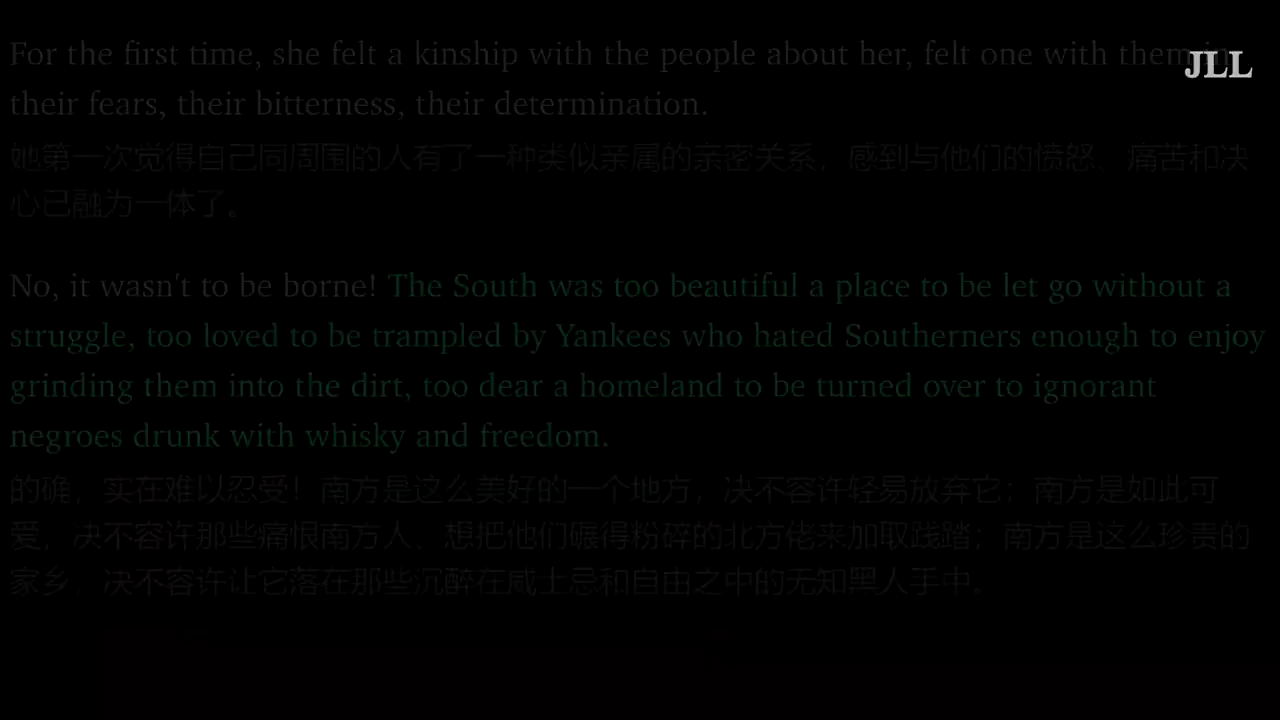 For the first time, she felt a kinship with the people about her, felt one with them in
JLL
their fears, their bitterness, their determination.
她第一次觉得自己同周围的人有了一种类似亲属的亲密关系，感到与他们的愤怒、痛苦和决
心已融为一体了。
No, it wasn't to be borne! The South was too beautiful a place to be let go without a
struggle, too loved to be trampled by Yankees who hated Southerners enough to enjoy
grinding them into the dirt, too dear a homeland to be turned over to ignorant
negroes drunk with whisky and freedom.
的确，实在难以忍受！南方是这么美好的一个地方，决不容许轻易放弃它；南方是如此可
爱，决不容许那些痛恨南方人、想把他们碾得粉碎的北方佬来加取践踏；南方是这么珍贵的
家乡，决不容许让它落在那些沉醉在威士忌和自由之中的无知黑人手中。